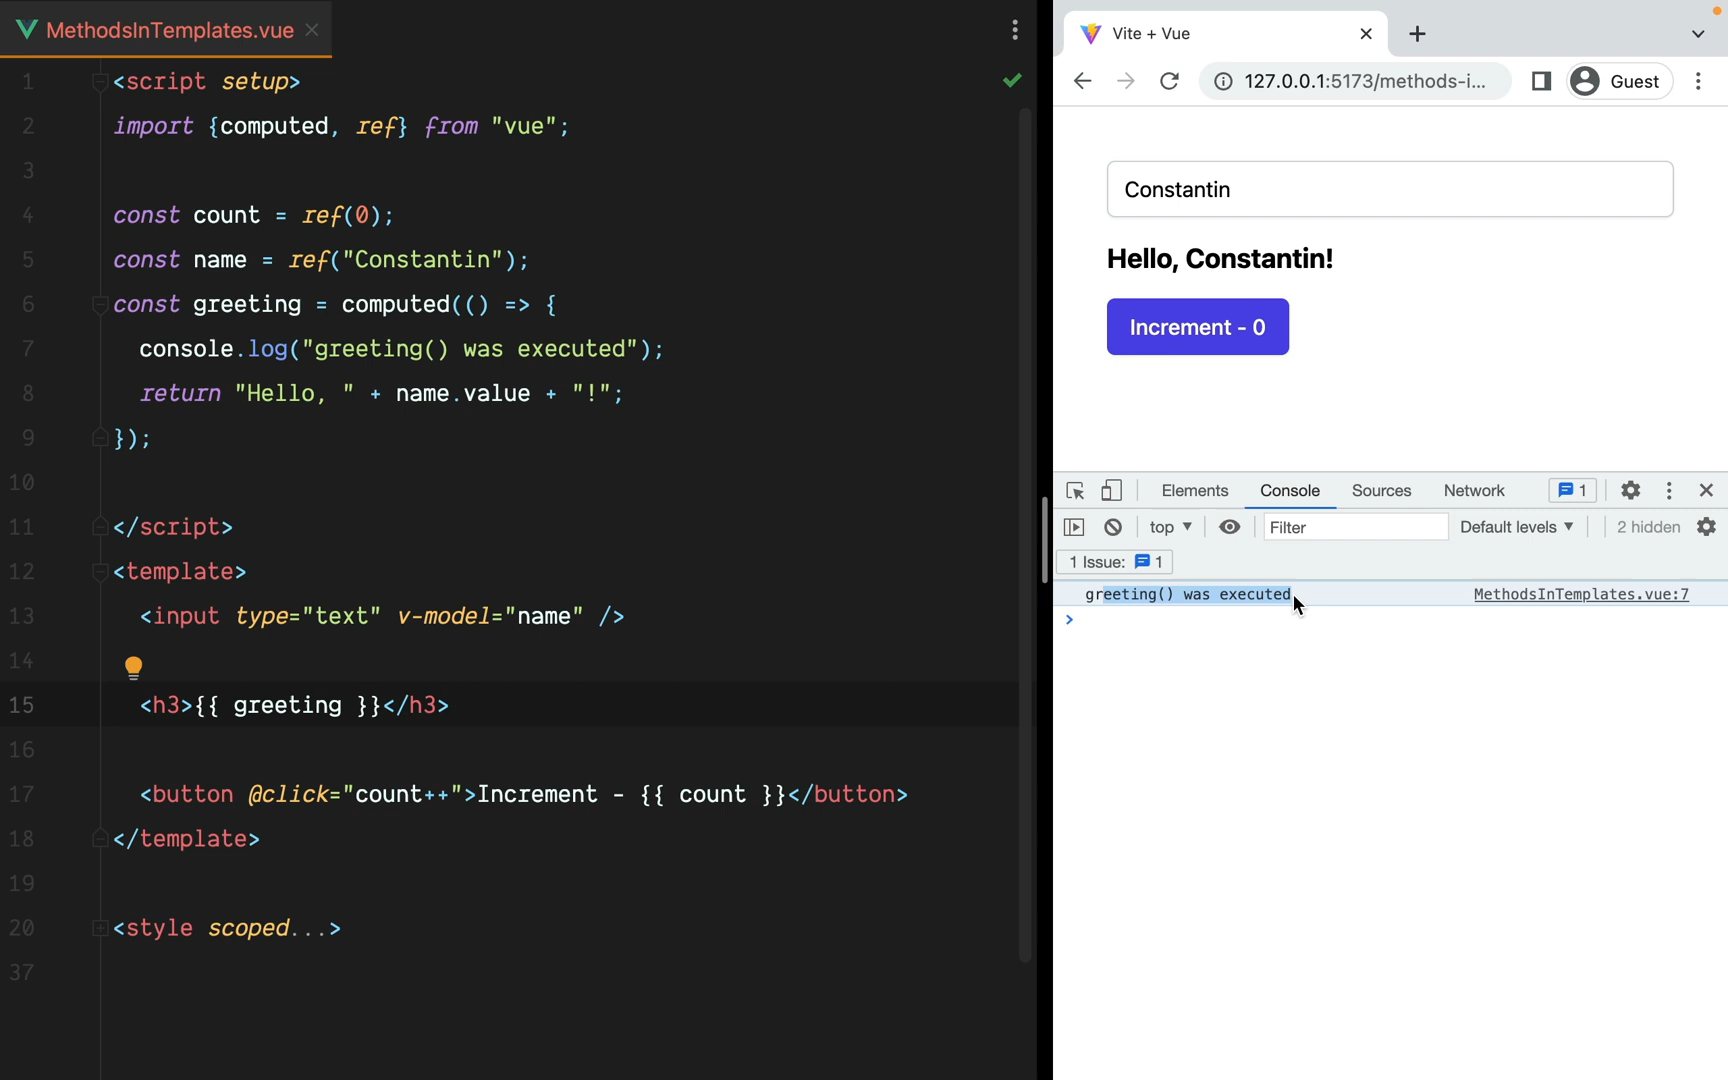 MethodsInTemplates.vue
1 <script setup>
2 import {computed, ref} from "vue";
3
4 const count = ref(0);
5 const name = ref("Constantin");
6 const greeting = computed(() => {
7 console.log("greeting() was executed");
8 return "Hello, " + name.value + "!";
9 });
10
11 </script>
12 <template>
13 <input type="text" v-model="name" />
14
15 <h3>{{ greeting }}</h3>
16
17 <button @click="count++">Increment - {{ count }}</button>
18 </template>
19
20 <style scoped...>
37
Vite + Vue
127.0.0.1:5173/methods-i... Guest
Constantin
Hello, Constantin!
Increment - 0
Elements Console Sources Network 1
top Filter Default levels 2 hidden
1 Issue: 1
greeting() was executed MethodsInTemplates.vue:7